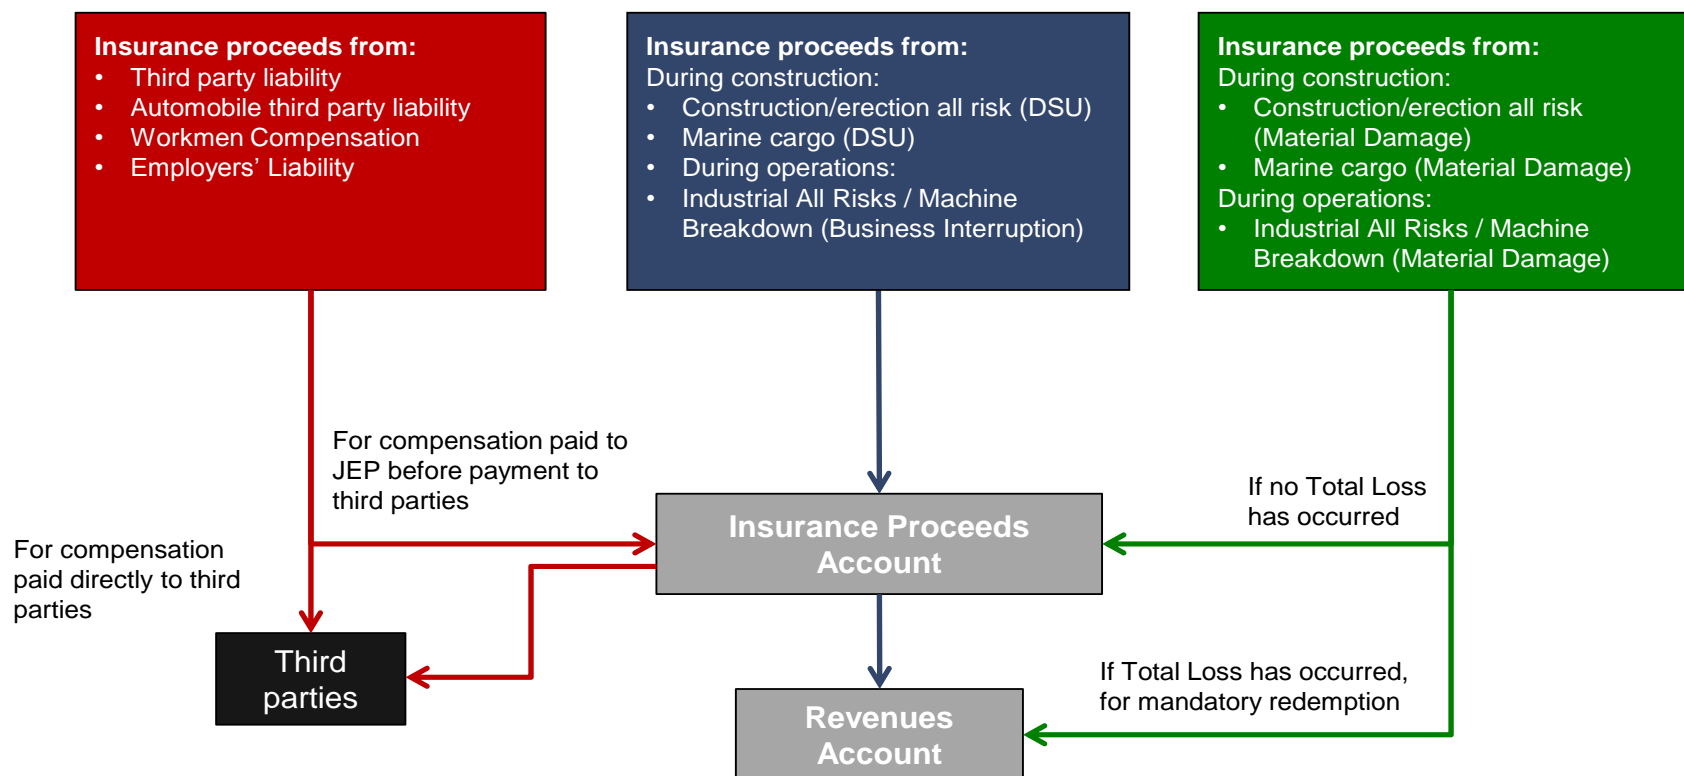 Insurance proceeds from:
• Third party liability
• Automobile third party liability
• Workmen Compensation
• Employers’ Liability
Insurance proceeds from:
During construction:
• Construction/erection all risk (DSU)
• Marine cargo (DSU)
• During operations:
• Industrial All Risks / Machine
Breakdown (Business Interruption)
Insurance proceeds from:
During construction:
• Construction/erection all risk
(Material Damage)
• Marine cargo (Material Damage)
During operations:
• Industrial All Risks / Machine
Breakdown (Material Damage)
For compensation paid to
JEP before payment to
third parties
If no Total Loss
has occurred
Insurance Proceeds
Account
For compensation
paid directly to third
parties
Third
parties
If Total Loss has occurred,
for mandatory redemption
Revenues
Account